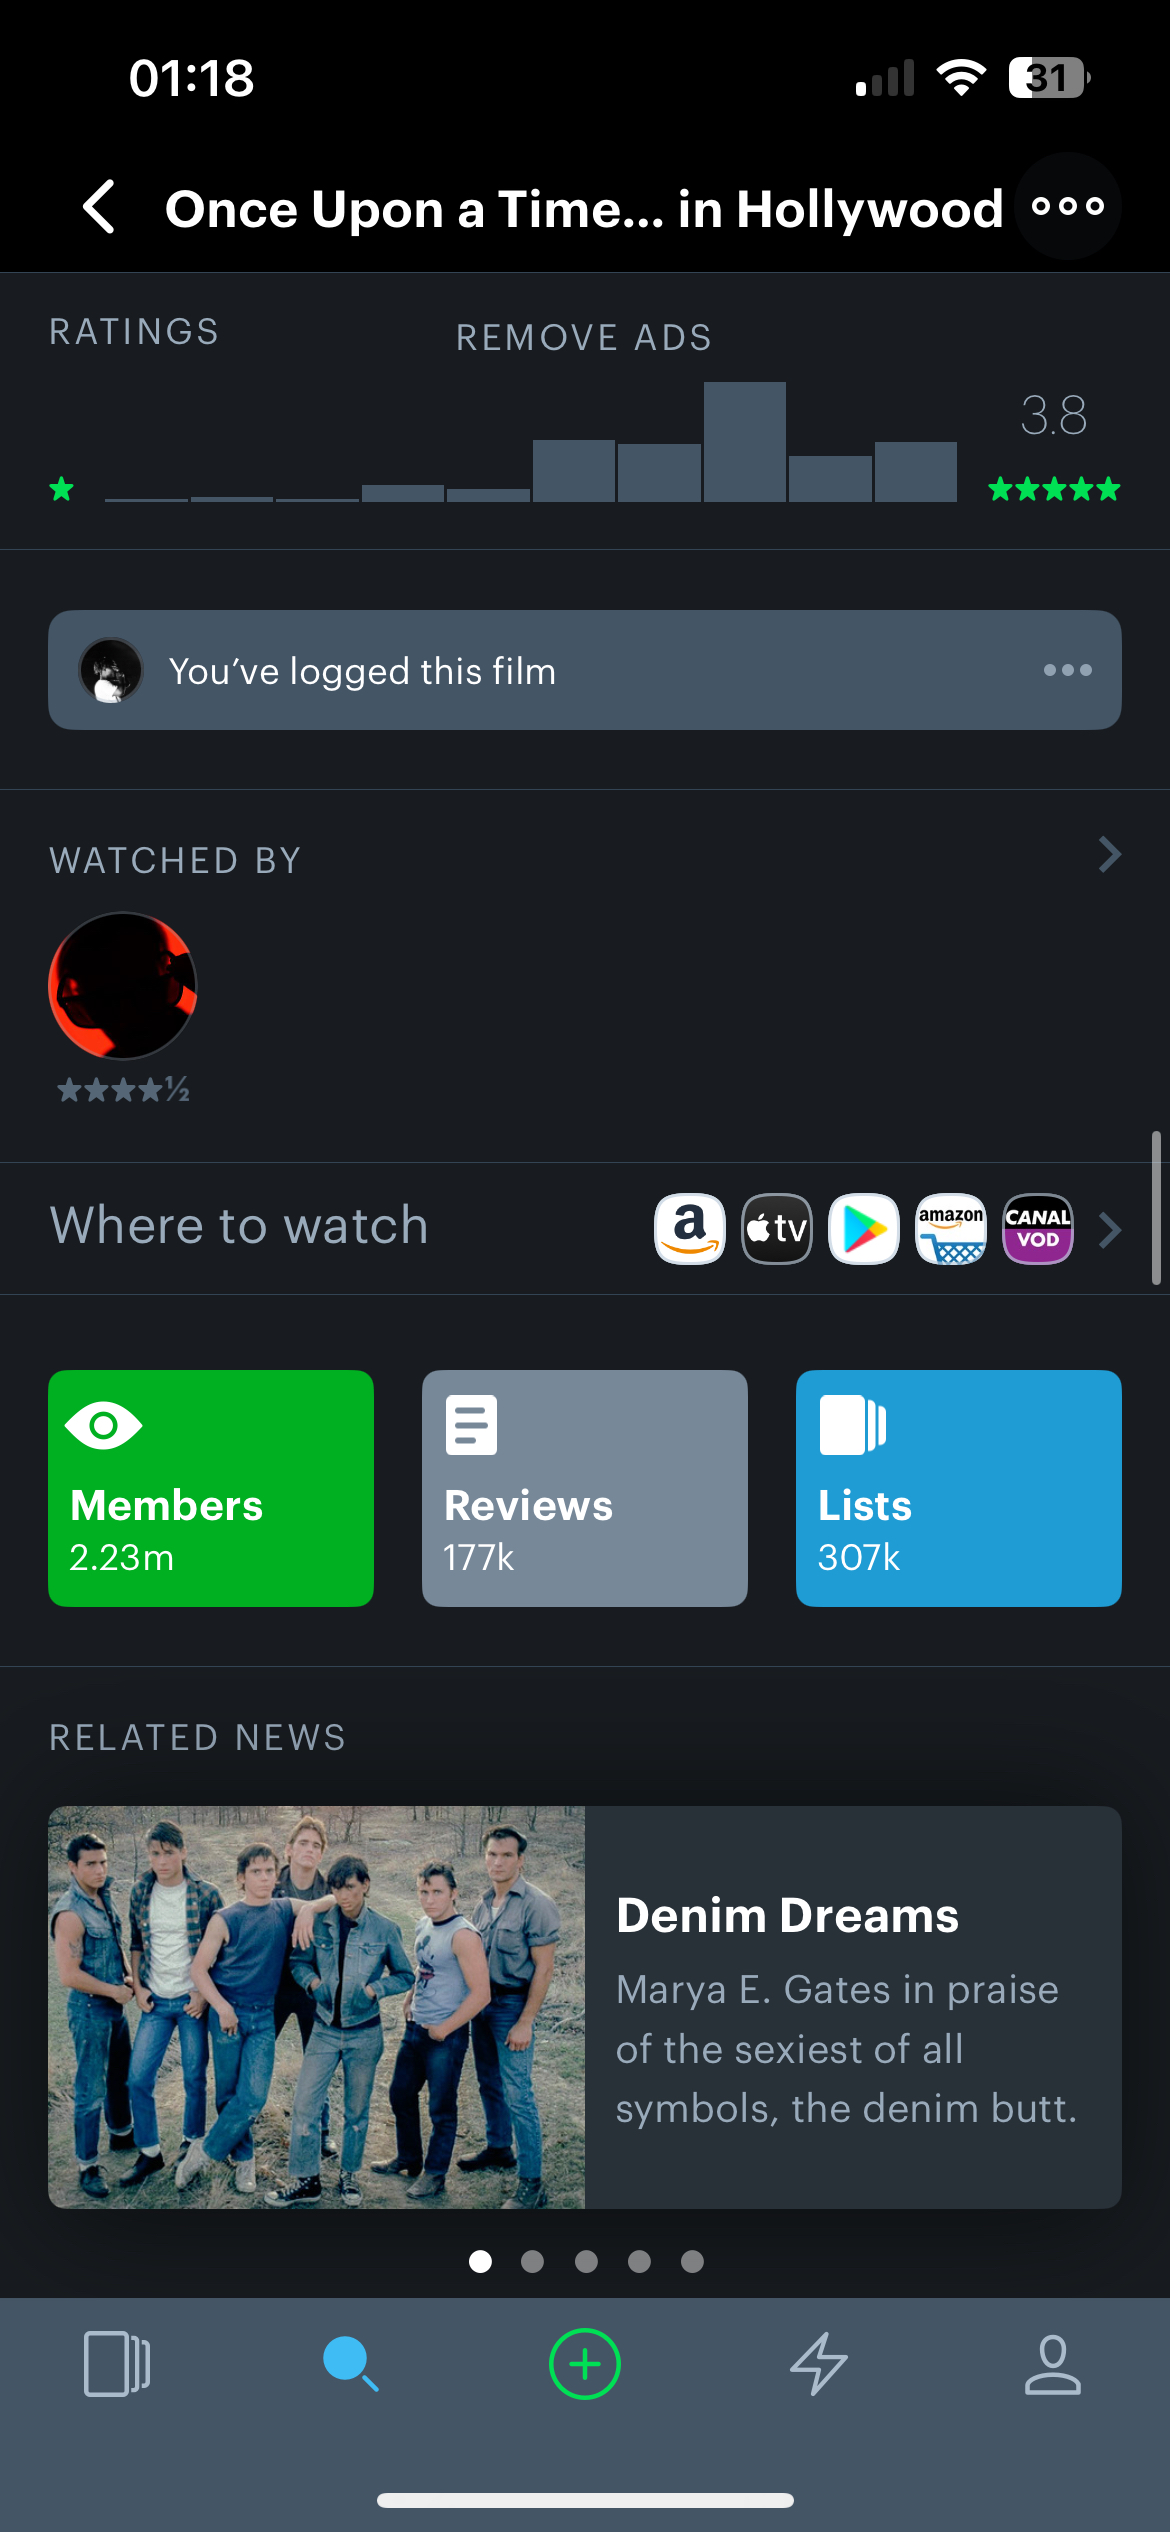 01:18
31
Once Upon a Time... in Hollywood
RATINGS
REMOVE ADS
3.8
You’ve logged this film
WATCHED BY
½
Where to watch
a
tv
amazon
CANAL
VOD
Members
2.23m
Reviews
177k
Lists
307k
RELATED NEWS
Denim Dreams
Marya E. Gates in praise
of the sexiest of all
symbols, the denim butt.